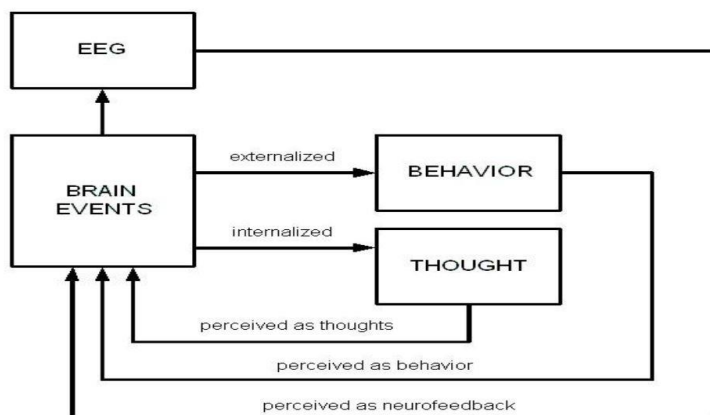 EEG
externalized
BEHAVIOR
BRAIN
EVENTS
internalized
THOUGHT
perceived as thoughts
perceived as behavior
perceived as neurofeedback